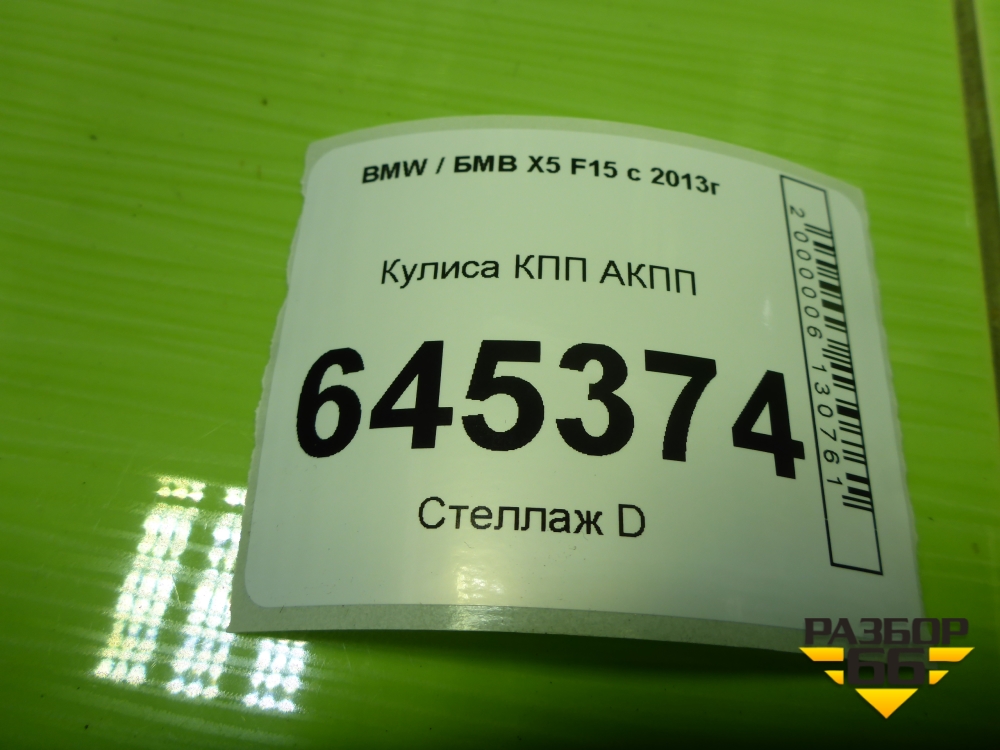 BMW / БМВ X5 F15 с 2013г
Кулиса КПП АКПП
645374
Стеллаж D
2000006130761
РАЗБОР
66